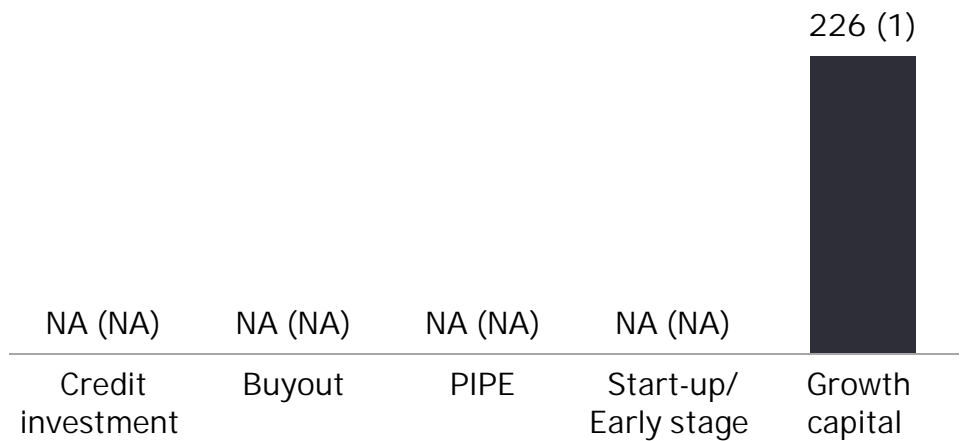 226 (1)
NA (NA)
NA (NA)
NA (NA)
NA (NA)
Credit
investment
Buyout
PIPE
Start-up/
Early stage
Growth
capital